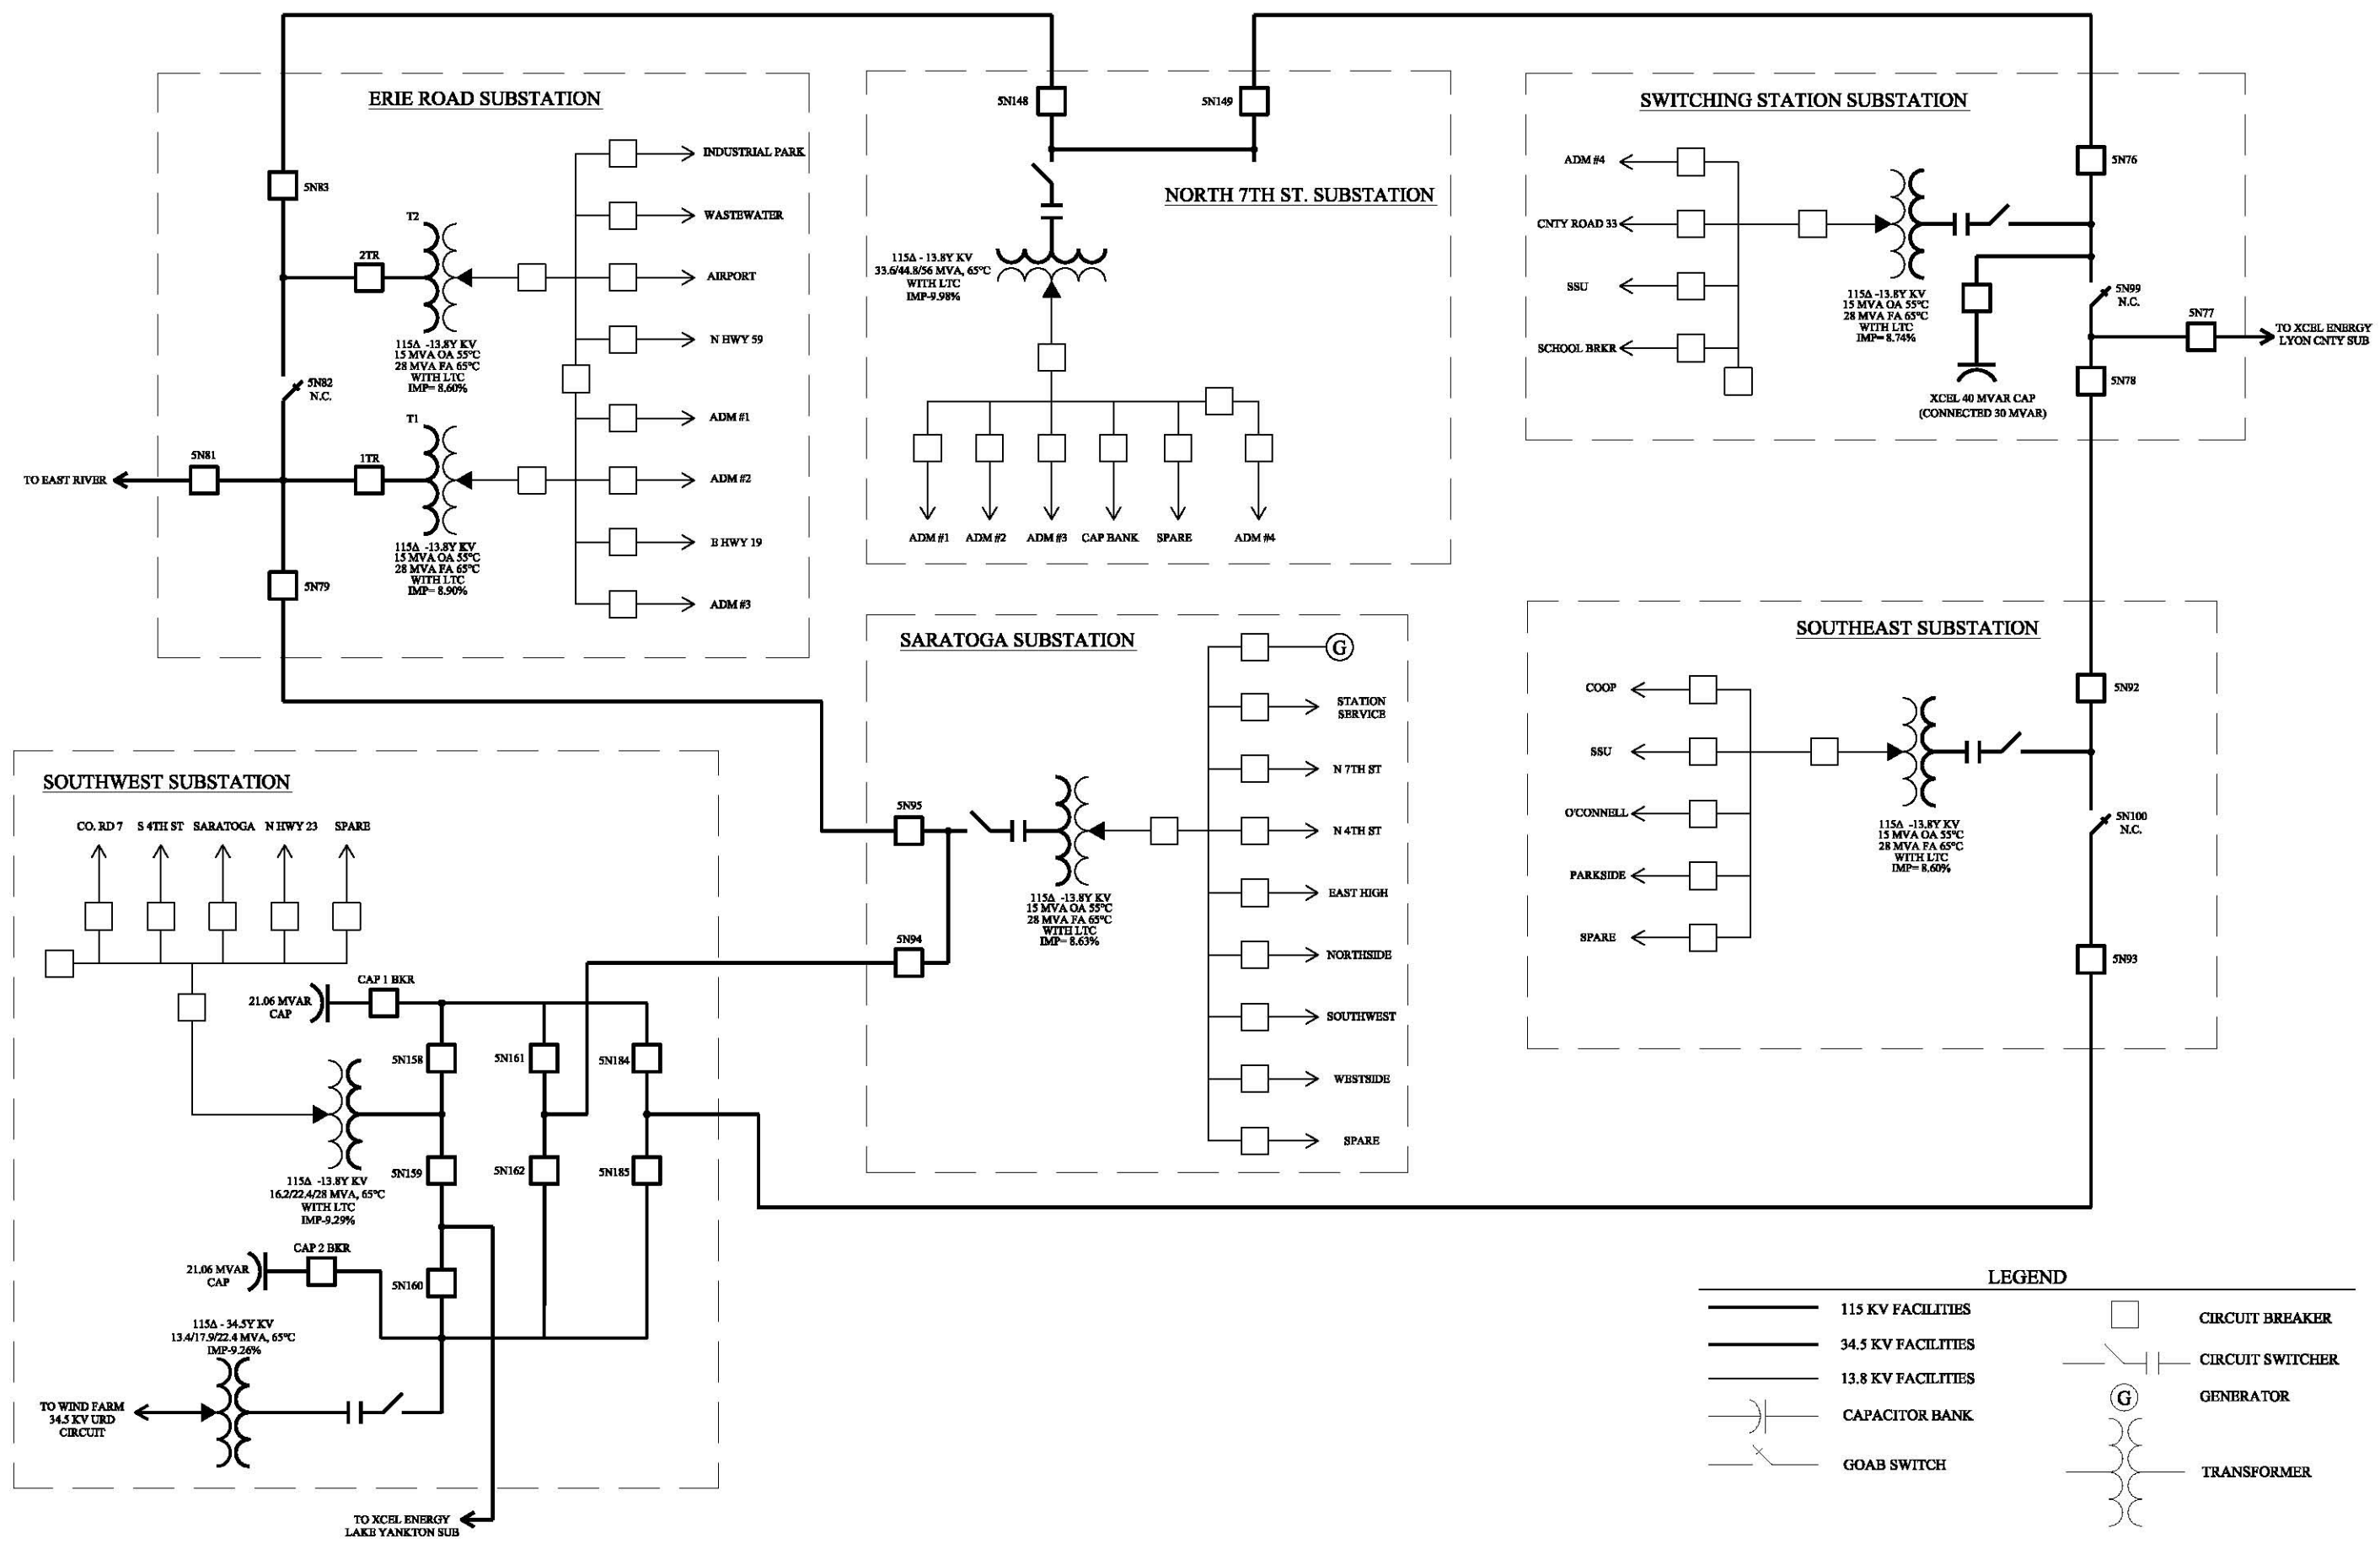 ERIE ROAD SUBSTATION
5N83
T2
2TR
115Δ -13.8Y KV
15 MVA OA 55°C
28 MVA FA 65°C
WITH LTC
IMP= 8.60%
5N82
N.C.
T1
5N81
1TR
TO EAST RIVER
115Δ -13.8Y KV
15 MVA OA 55°C
28 MVA FA 65°C
WITH LTC
IMP= 8.90%
5N79
INDUSTRIAL PARK
WASTEWATER
AIRPORT
N HWY 59
ADM #1
ADM #2
E HWY 19
ADM #3
5N148
5N149
NORTH 7TH ST. SUBSTATION
115Δ - 13.8Y KV
33.6/44.8/56 MVA, 65°C
WITH LTC
IMP-9.98%
ADM #1
ADM #2
ADM #3
CAP BANK
SPARE
ADM #4
SWITCHING STATION SUBSTATION
ADM #4
CNTY ROAD 33
SSU
SCHOOL BRKR
5N76
115Δ -13.8Y KV
15 MVA OA 55°C
28 MVA FA 65°C
WITH LTC
IMP= 8.74%
5N99
N.C.
5N77
TO XCEL ENERGY
LYON CNTY SUB
5N78
XCEL 40 MVAR CAP
(CONNECTED 30 MVAR)
SARATOGA SUBSTATION
G
STATION
SERVICE
N 7TH ST
N 4TH ST
EAST HIGH
NORTHSIDE
SOUTHWEST
WESTSIDE
SPARE
5N95
5N94
115Δ -13.8Y KV
15 MVA OA 55°C
28 MVA FA 65°C
WITH LTC
IMP= 8.63%
SOUTHEAST SUBSTATION
COOP
SSU
O'CONNELL
PARKSIDE
SPARE
5N92
115Δ -13.8Y KV
15 MVA OA 55°C
28 MVA FA 65°C
WITH LTC
IMP= 8.60%
5N100
N.C.
5N93
SOUTHWEST SUBSTATION
CO. RD 7
S 4TH ST
SARATOGA
N HWY 23
SPARE
CAP 1 BKR
21.06 MVAR
CAP
5N158
5N161
5N184
5N159
5N162
5N185
115Δ -13.8Y KV
16.2/22.4/28 MVA, 65°C
WITH LTC
IMP-9.29%
CAP 2 BKR
21.06 MVAR
CAP
5N160
115Δ - 34.5Y KV
13.4/17.9/22.4 MVA, 65°C
IMP-9.26%
TO WIND FARM
34.5 KV URD
CIRCUIT
TO XCEL ENERGY
LAKE YANKTON SUB
LEGEND
115 KV FACILITIES
34.5 KV FACILITIES
13.8 KV FACILITIES
CAPACITOR BANK
GOAB SWITCH
CIRCUIT BREAKER
CIRCUIT SWITCHER
G
GENERATOR
TRANSFORMER